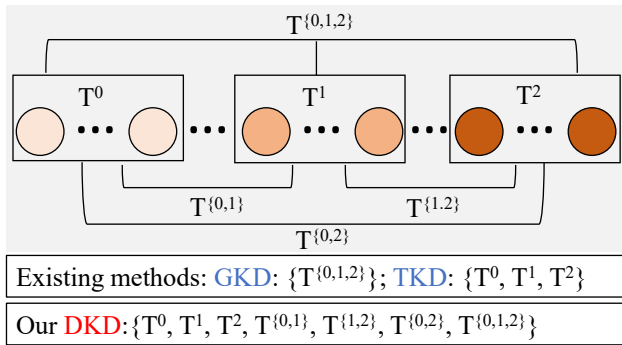 T^{0,1,2}
T^0 T^1 T^2
T^{0,1} T^{1.2}
T^{0,2}
Existing methods: GKD: {T^{0,1,2}}; TKD: {T^0, T^1, T^2}
Our DKD:{T^0, T^1, T^2, T^{0,1}, T^{1,2}, T^{0,2}, T^{0,1,2}}